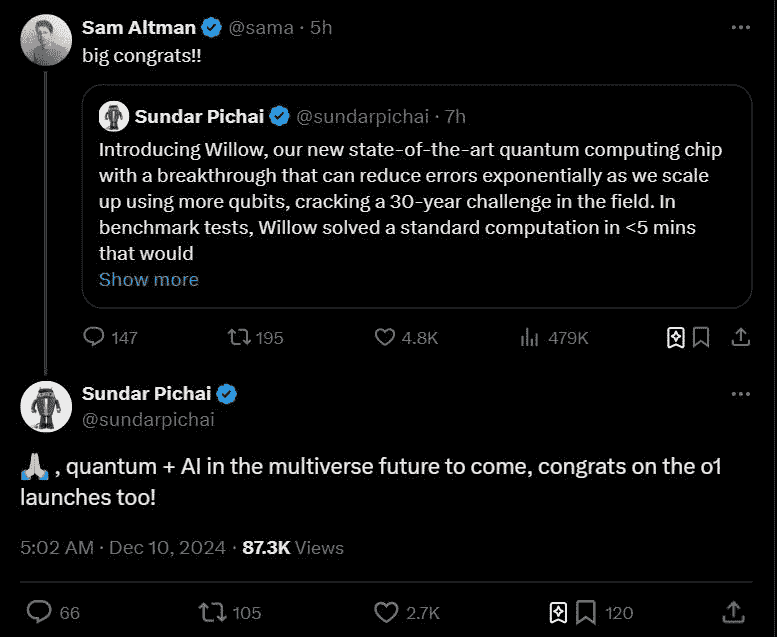 Sam Altman @sama · 5h
big congrats!!
Sundar Pichai @sundarpichai · 7h
Introducing Willow, our new state-of-the-art quantum computing chip
with a breakthrough that can reduce errors exponentially as we scale
up using more qubits, cracking a 30-year challenge in the field. In
benchmark tests, Willow solved a standard computation in <5 mins
that would
Show more
147 195 4.8K 479K
Sundar Pichai
@sundarpichai
🙏🏻 , quantum + AI in the multiverse future to come, congrats on the o1
launches too!
5:02 AM · Dec 10, 2024 · 87.3K Views
66 105 2.7K 120